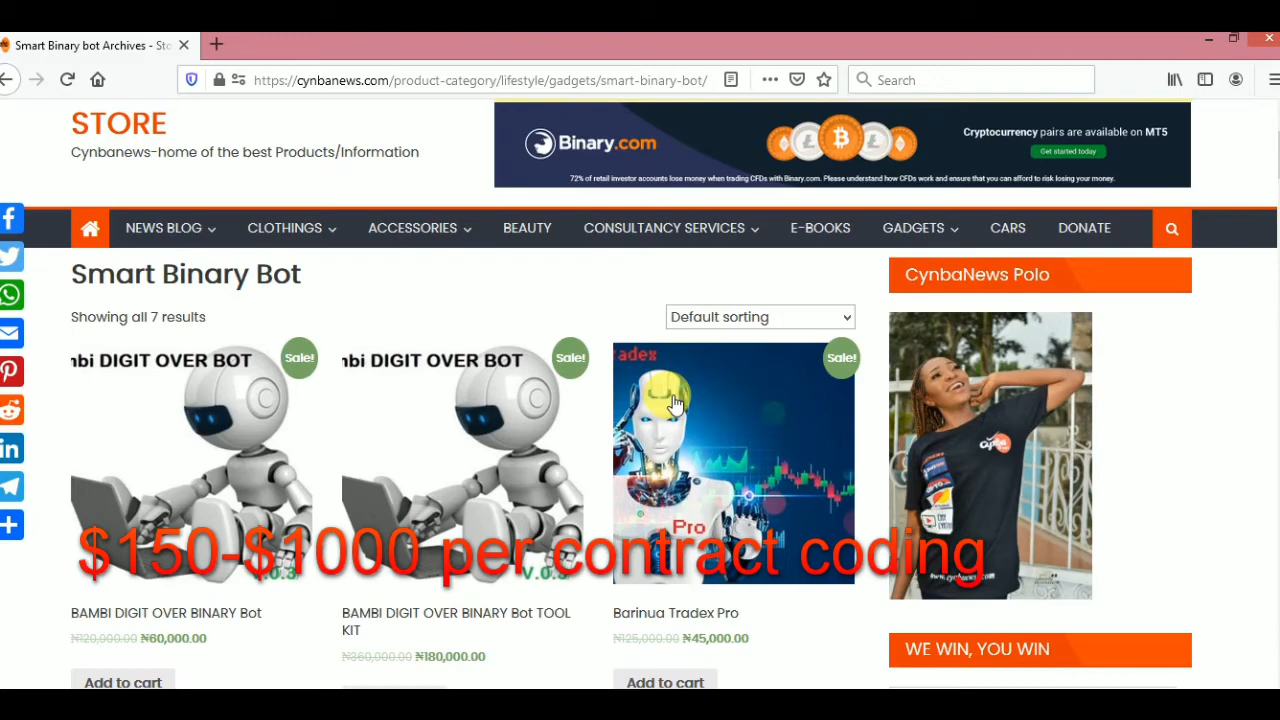 Smart Binary bot Archives - Sto
https://cynbanews.com/product-category/lifestyle/gadgets/smart-binary-bot/
Search
STORE
Cynbanews-home of the best Products/Information
Binary.com
Cryptocurrency pairs are available on MT5
Get started today
72% of retail investor accounts lose money when trading CFDs with Binary.com. Please understand how CFDs work and ensure that you can afford to risk losing your money.
NEWS BLOG
CLOTHINGS
ACCESSORIES
BEAUTY
CONSULTANCY SERVICES
E-BOOKS
GADGETS
CARS
DONATE
Smart Binary Bot
CynbaNews Polo
Showing all 7 results
Default sorting
mbi DIGIT OVER BOT
Sale!
mbi DIGIT OVER BOT
Sale!
radex
Sale!
Pro
$150-$1000 per contract coding
V.0.3
BAMBI DIGIT OVER BINARY Bot
₦120,000.00 ₦60,000.00
Add to cart
BAMBI DIGIT OVER BINARY Bot TOOL
KIT
₦360,000.00 ₦180,000.00
Barinua Tradex Pro
₦125,000.00 ₦45,000.00
Add to cart
WE WIN, YOU WIN